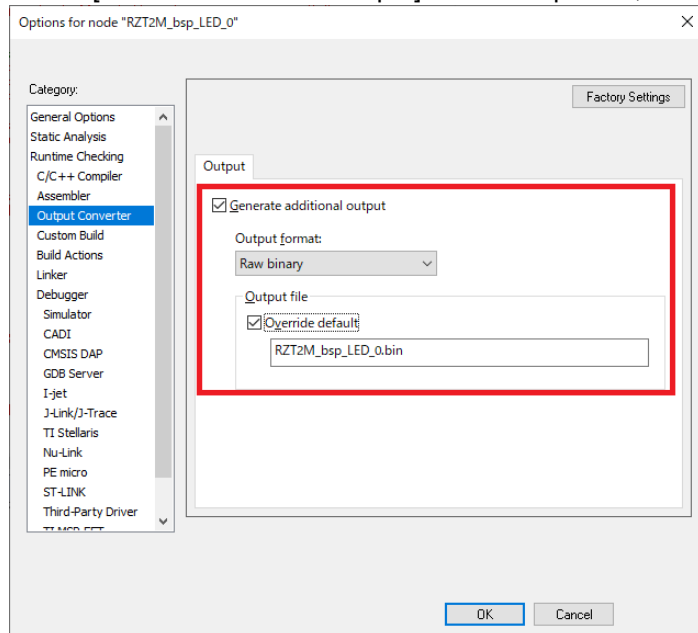 Options for node "RZT2M_bsp_LED_0"
Category:
General Options
Static Analysis
Runtime Checking
C/C++ Compiler
Assembler
Output Converter
Custom Build
Build Actions
Linker
Debugger
Simulator
CADI
CMSIS DAP
GDB Server
I-jet
J-Link/J-Trace
TI Stellaris
Nu-Link
PE micro
ST-LINK
Third-Party Driver
TI MSP-FET
Factory Settings
Output
Generate additional output
Output format:
Raw binary
Output file
Override default
RZT2M_bsp_LED_0.bin
OK
Cancel